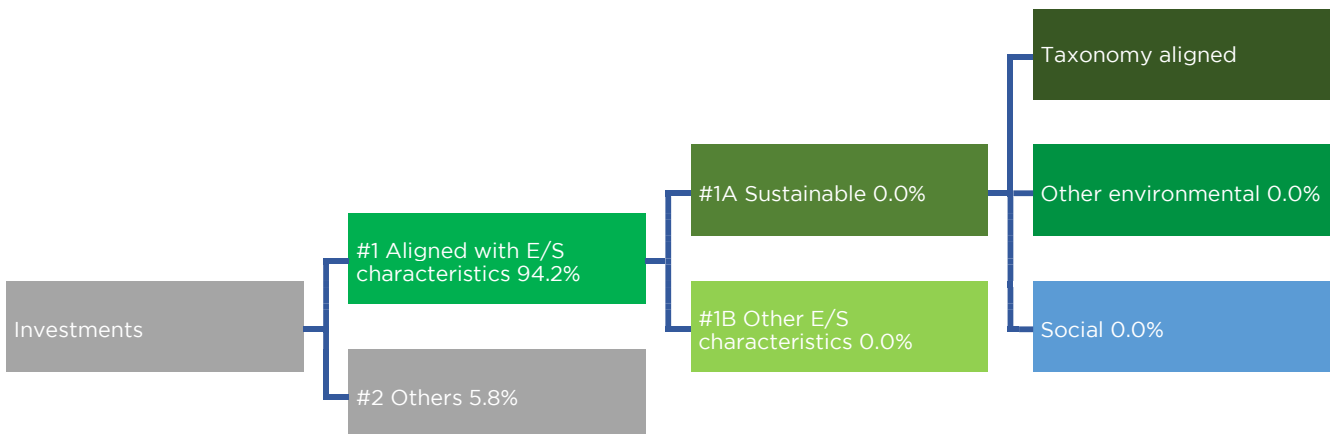 Taxonomy aligned
#1A Sustainable 0.0%
Other environmental 0.0%
#1 Aligned with E/S
characteristics 94.2%
Investments
#1B Other E/S
characteristics 0.0%
Social 0.0%
#2 Others 5.8%